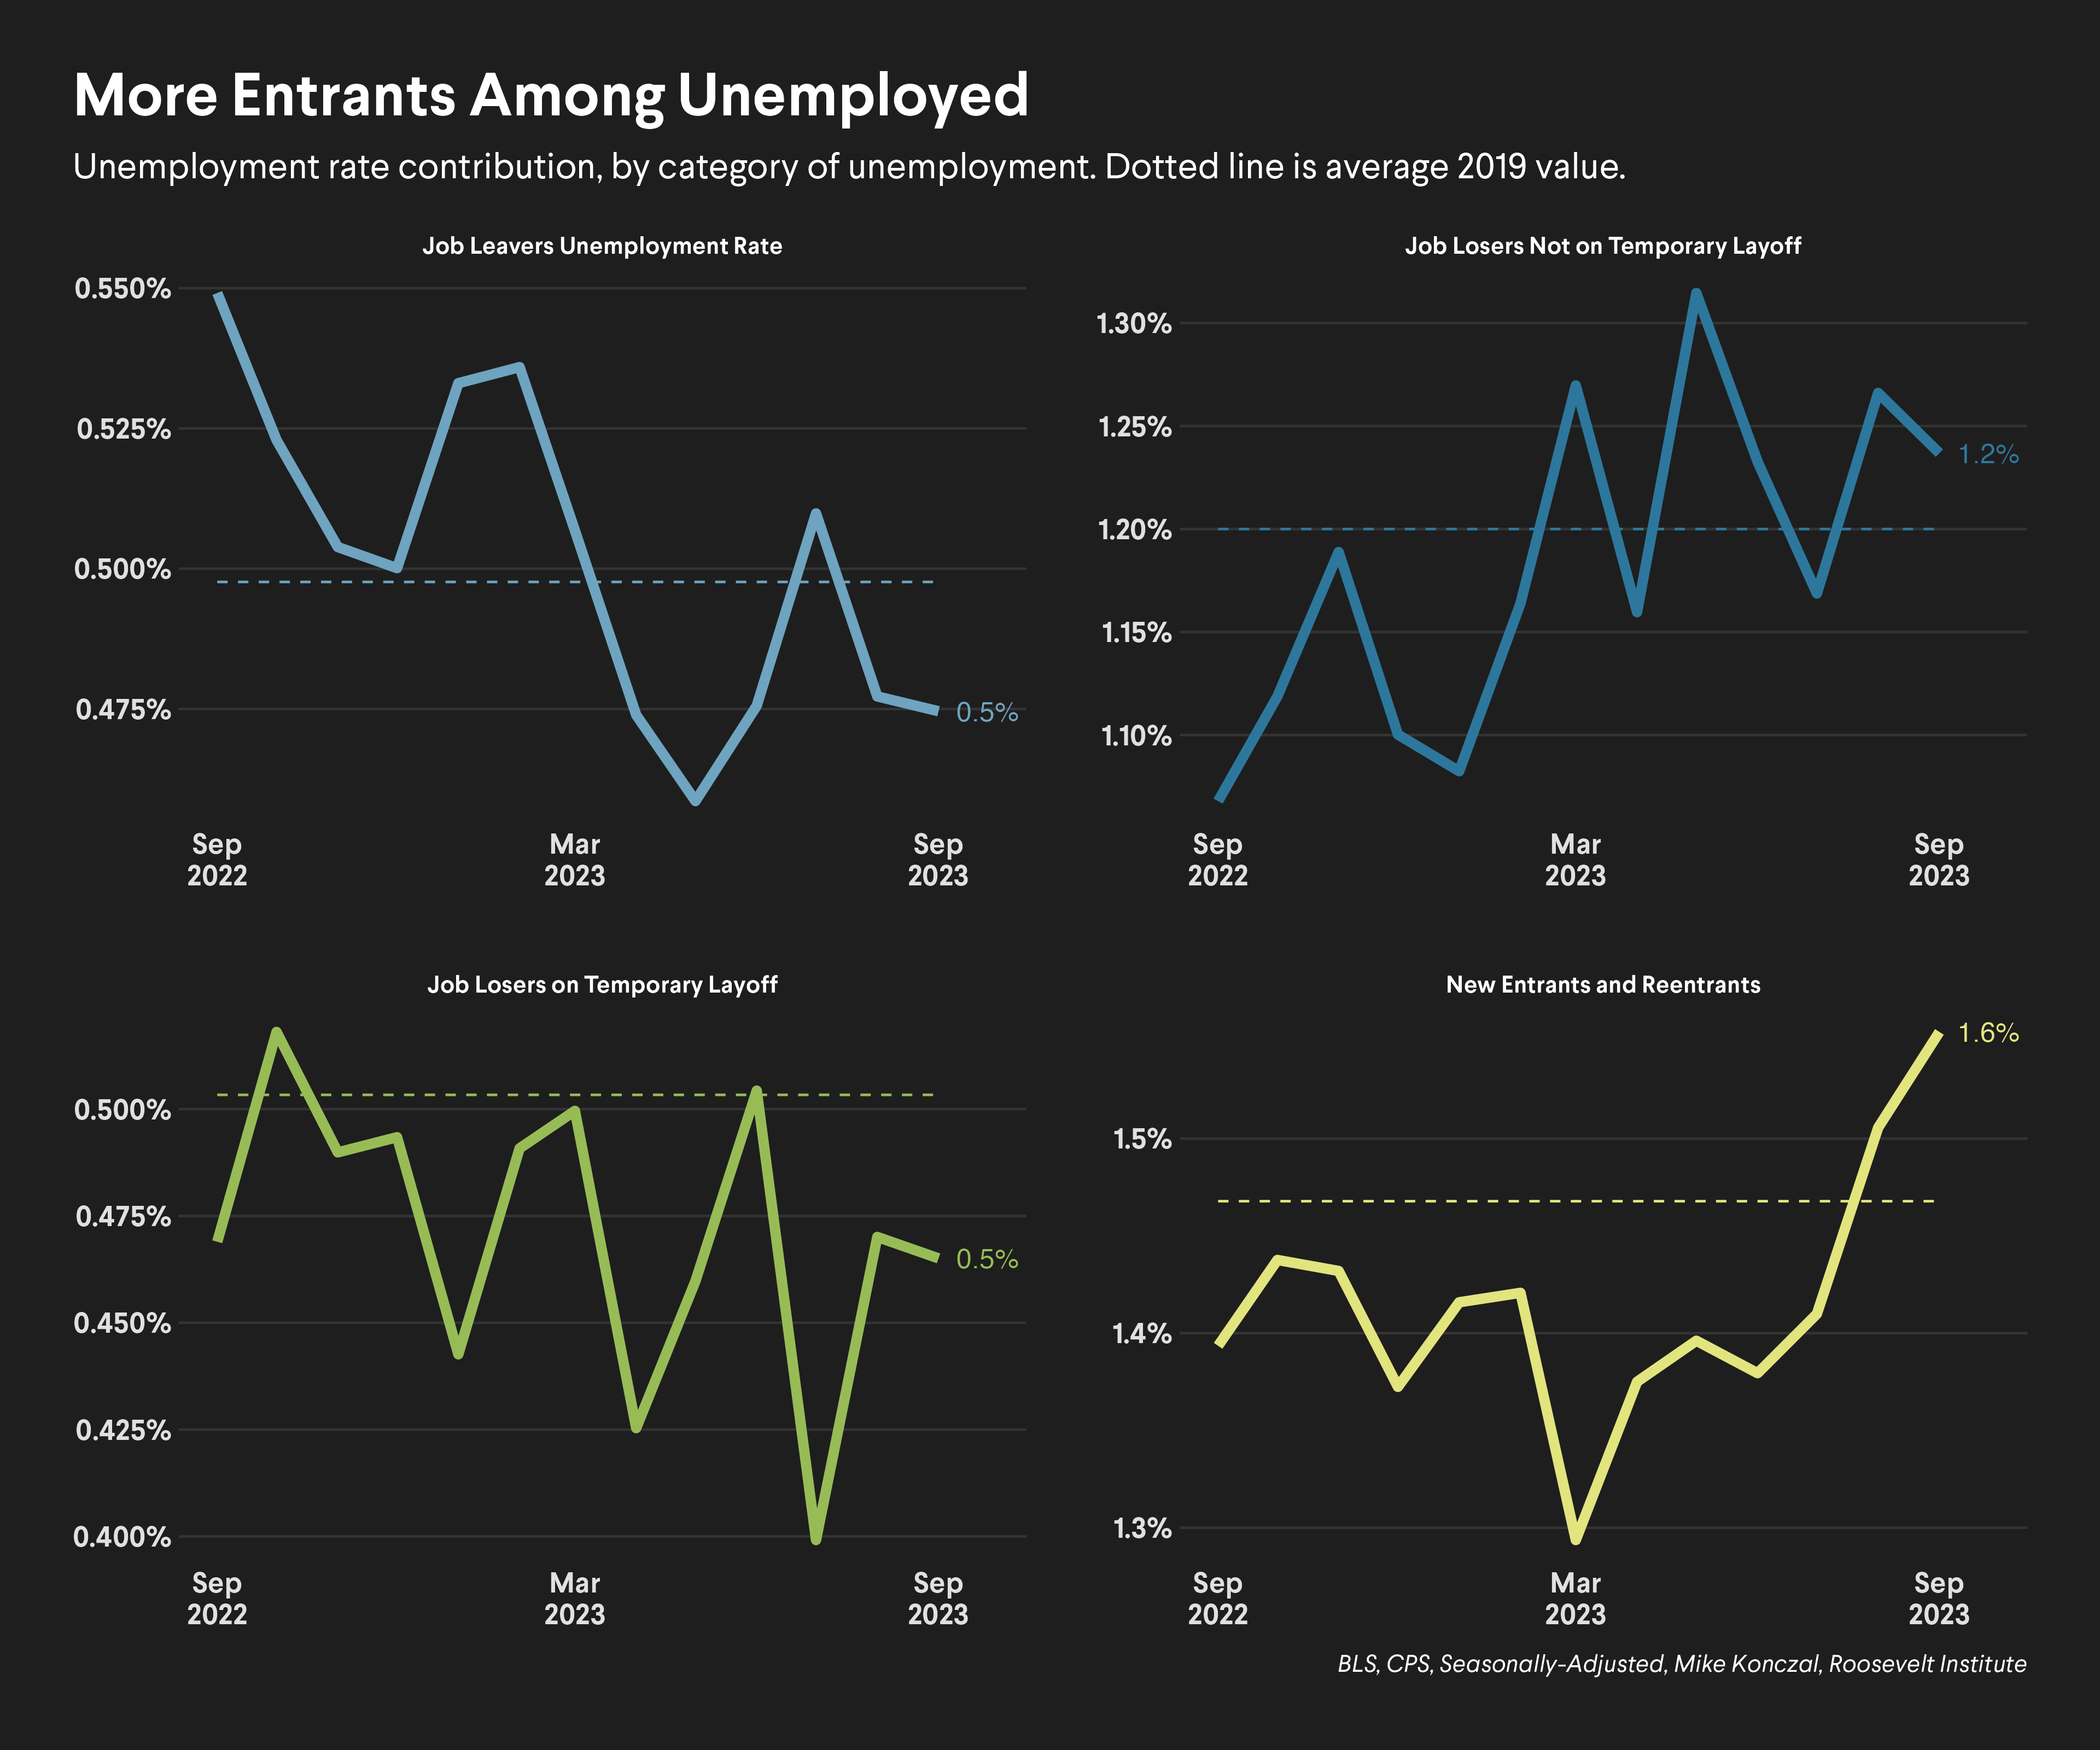 More Entrants Among Unemployed
Unemployment rate contribution, by category of unemployment. Dotted line is average 2019 value.
Job Leavers Unemployment Rate
0.550%
0.525%
0.500%
0.475%
0.5%
Sep
2022
Mar
2023
Sep
2023
Job Losers Not on Temporary Layoff
1.30%
1.25%
1.20%
1.15%
1.10%
1.2%
Sep
2022
Mar
2023
Sep
2023
Job Losers on Temporary Layoff
0.500%
0.475%
0.450%
0.425%
0.400%
0.5%
Sep
2022
Mar
2023
Sep
2023
New Entrants and Reentrants
1.6%
1.5%
1.4%
1.3%
Sep
2022
Mar
2023
Sep
2023
BLS, CPS, Seasonally-Adjusted, Mike Konczal, Roosevelt Institute